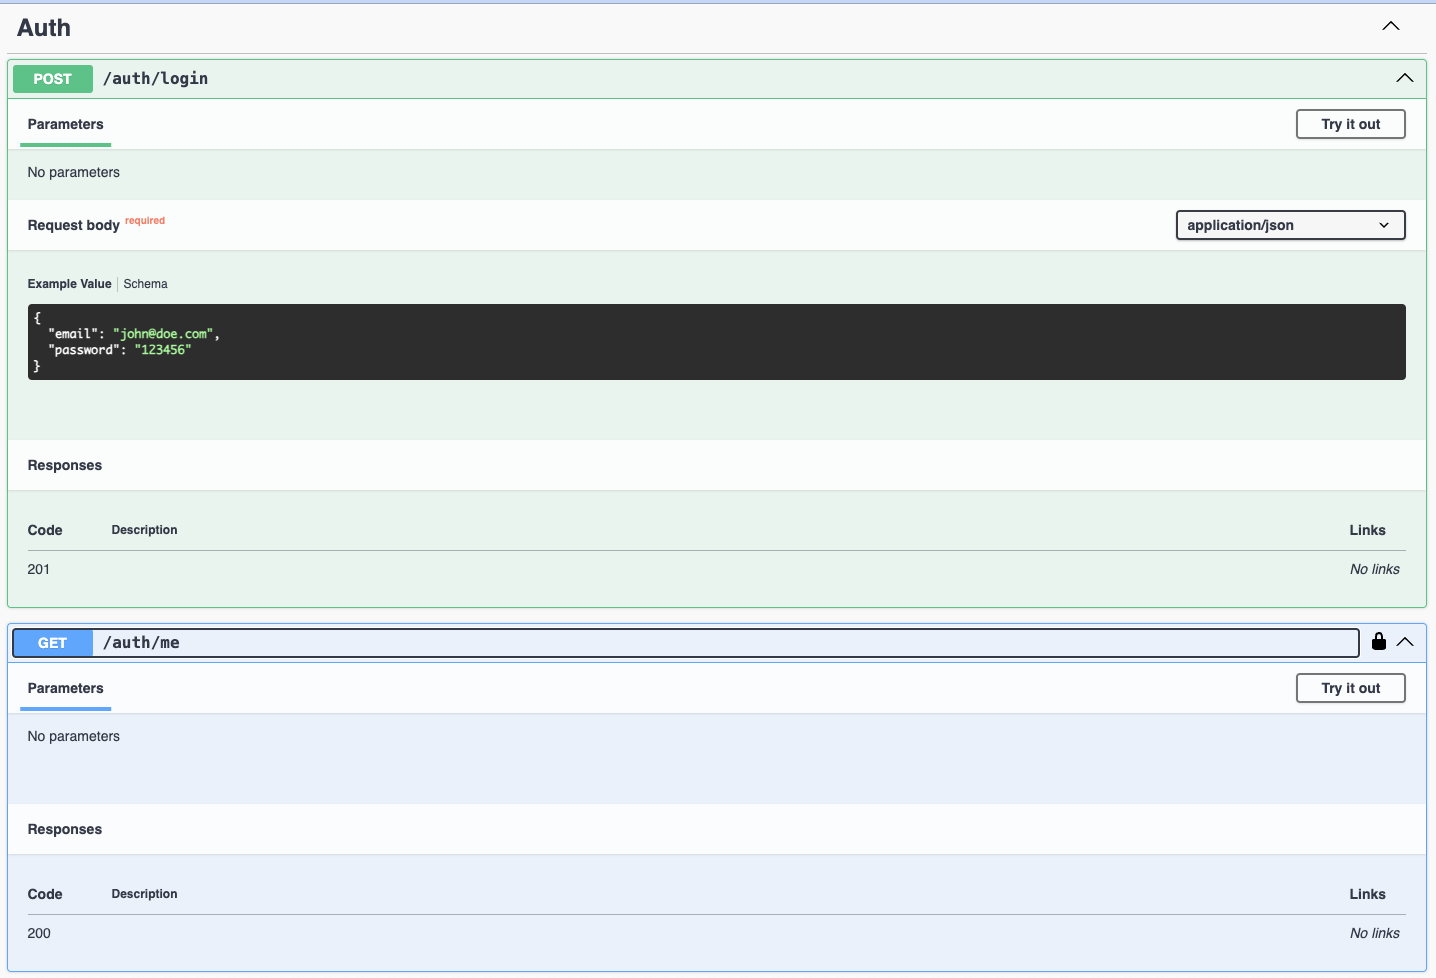 Auth
POST /auth/login
Parameters Try it out
No parameters
Request body required application/json
Example Value Schema
{
"email": "john@doe.com",
"password": "123456"
}
Responses
Code Description Links
201 No links
GET /auth/me
Parameters Try it out
No parameters
Responses
Code Description Links
200 No links